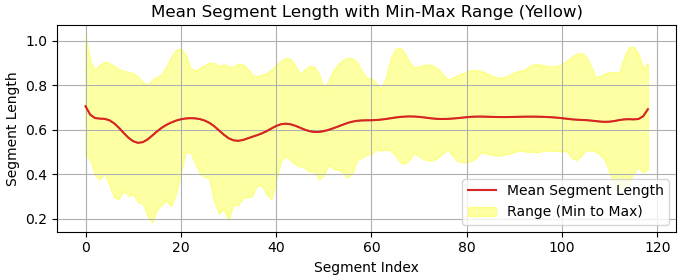 Mean Segment Length with Min-Max Range (Yellow)
1.0
0.8
0.6
0.4
0.2
Segment Length
0 20 40 60 80 100 120
Segment Index
Mean Segment Length
Range (Min to Max)